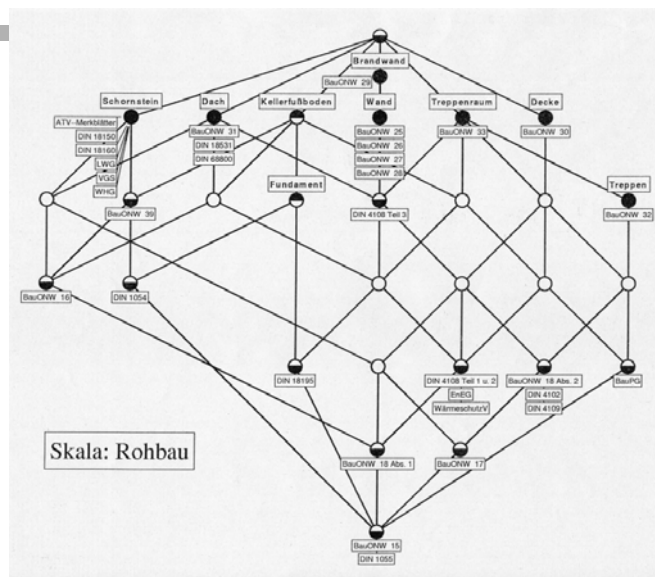 Brandwand
BauONW 29
Schornstein
Dach
Kellerfußboden
Wand
Treppenraum
Decke
ATV-Merkblätter
DIN 18150
DIN 18160
LWG
VGS
WHG
BauONW 31
DIN 18531
DIN 68800
BauONW 25
BauONW 26
BauONW 27
BauONW 28
BauONW 33
BauONW 30
Fundament
Treppen
BauONW 39
DIN 4108 Teil 3
BauONW 32
BauONW 16
DIN 1054
DIN 18195
DIN 4108 Teil 1 u. 2
EnEG
WärmeschutzV
BauONW 18 Abs. 2
DIN 4102
DIN 4109
BauPG
Skala: Rohbau
BauONW 18 Abs. 1
BauONW 17
BauONW 15
DIN 1055